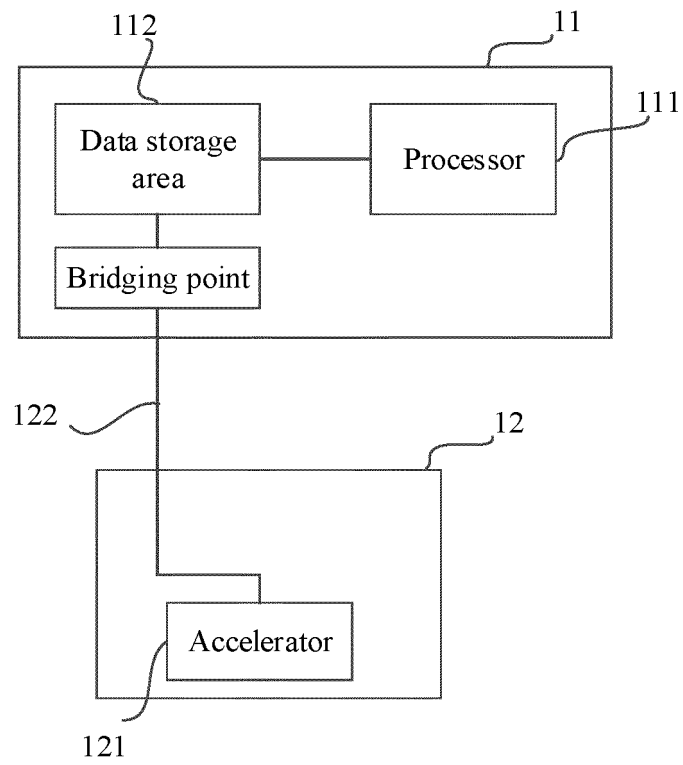 112
11
111
Data storage
area
Processor
Bridging point
122
12
Accelerator
121